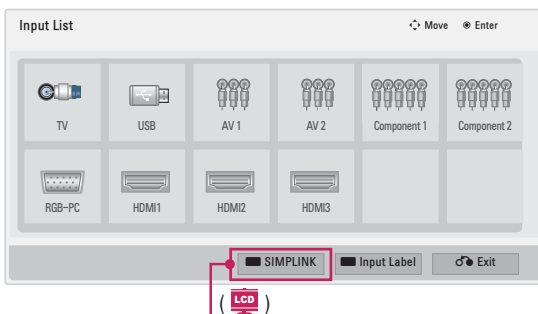 Input List Move Enter
TV USB AV 1 AV 2 Component 1 Component 2
RGB-PC HDMI1 HDMI2 HDMI3
SIMPLINK Input Label Exit
( LCD )